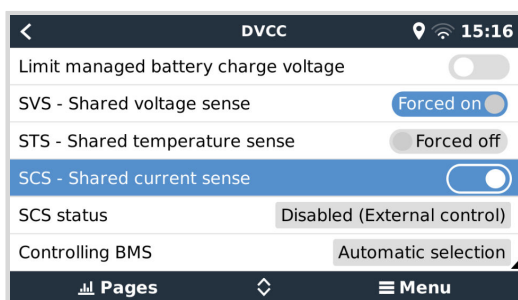 DVCC 15:16
Limit managed battery charge voltage
SVS - Shared voltage sense Forced on
STS - Shared temperature sense Forced off
SCS - Shared current sense
SCS status Disabled (External control)
Controlling BMS Automatic selection
Pages Menu